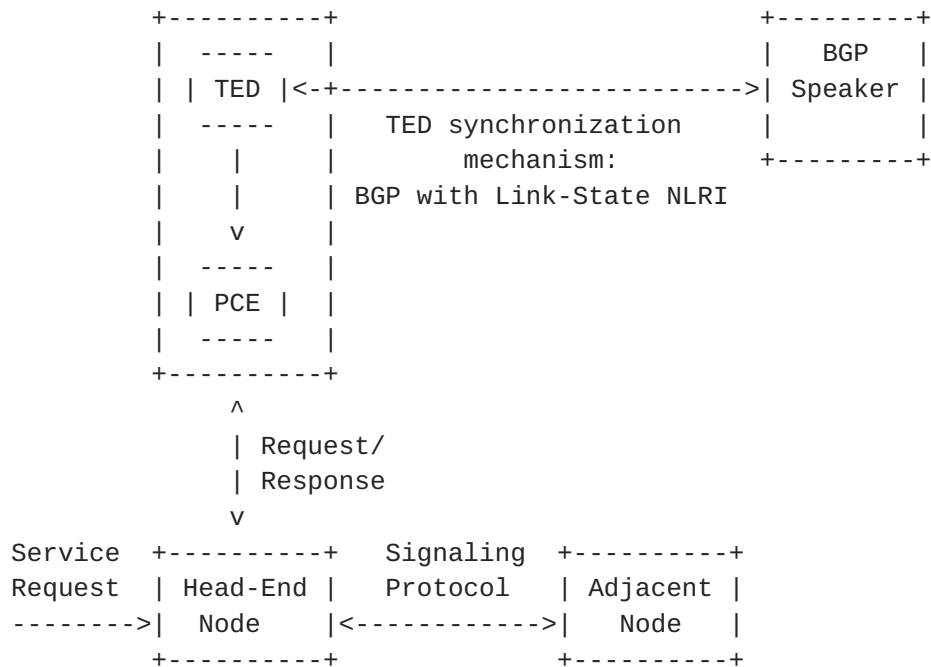 TED
BGP
Speaker
TED synchronization
mechanism:
BGP with Link-State NLRI
PCE
Request/
Response
Service
Request
Head-End
Node
Signaling
Protocol
Adjacent
Node